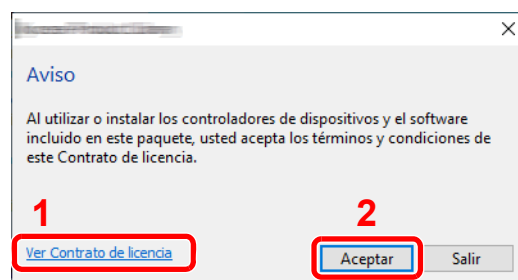 Aviso
Al utilizar o instalar los controladores de dispositivos y el software
incluido en este paquete, usted acepta los términos y condiciones de
este Contrato de licencia.
1
2
Ver Contrato de licencia
Aceptar
Salir